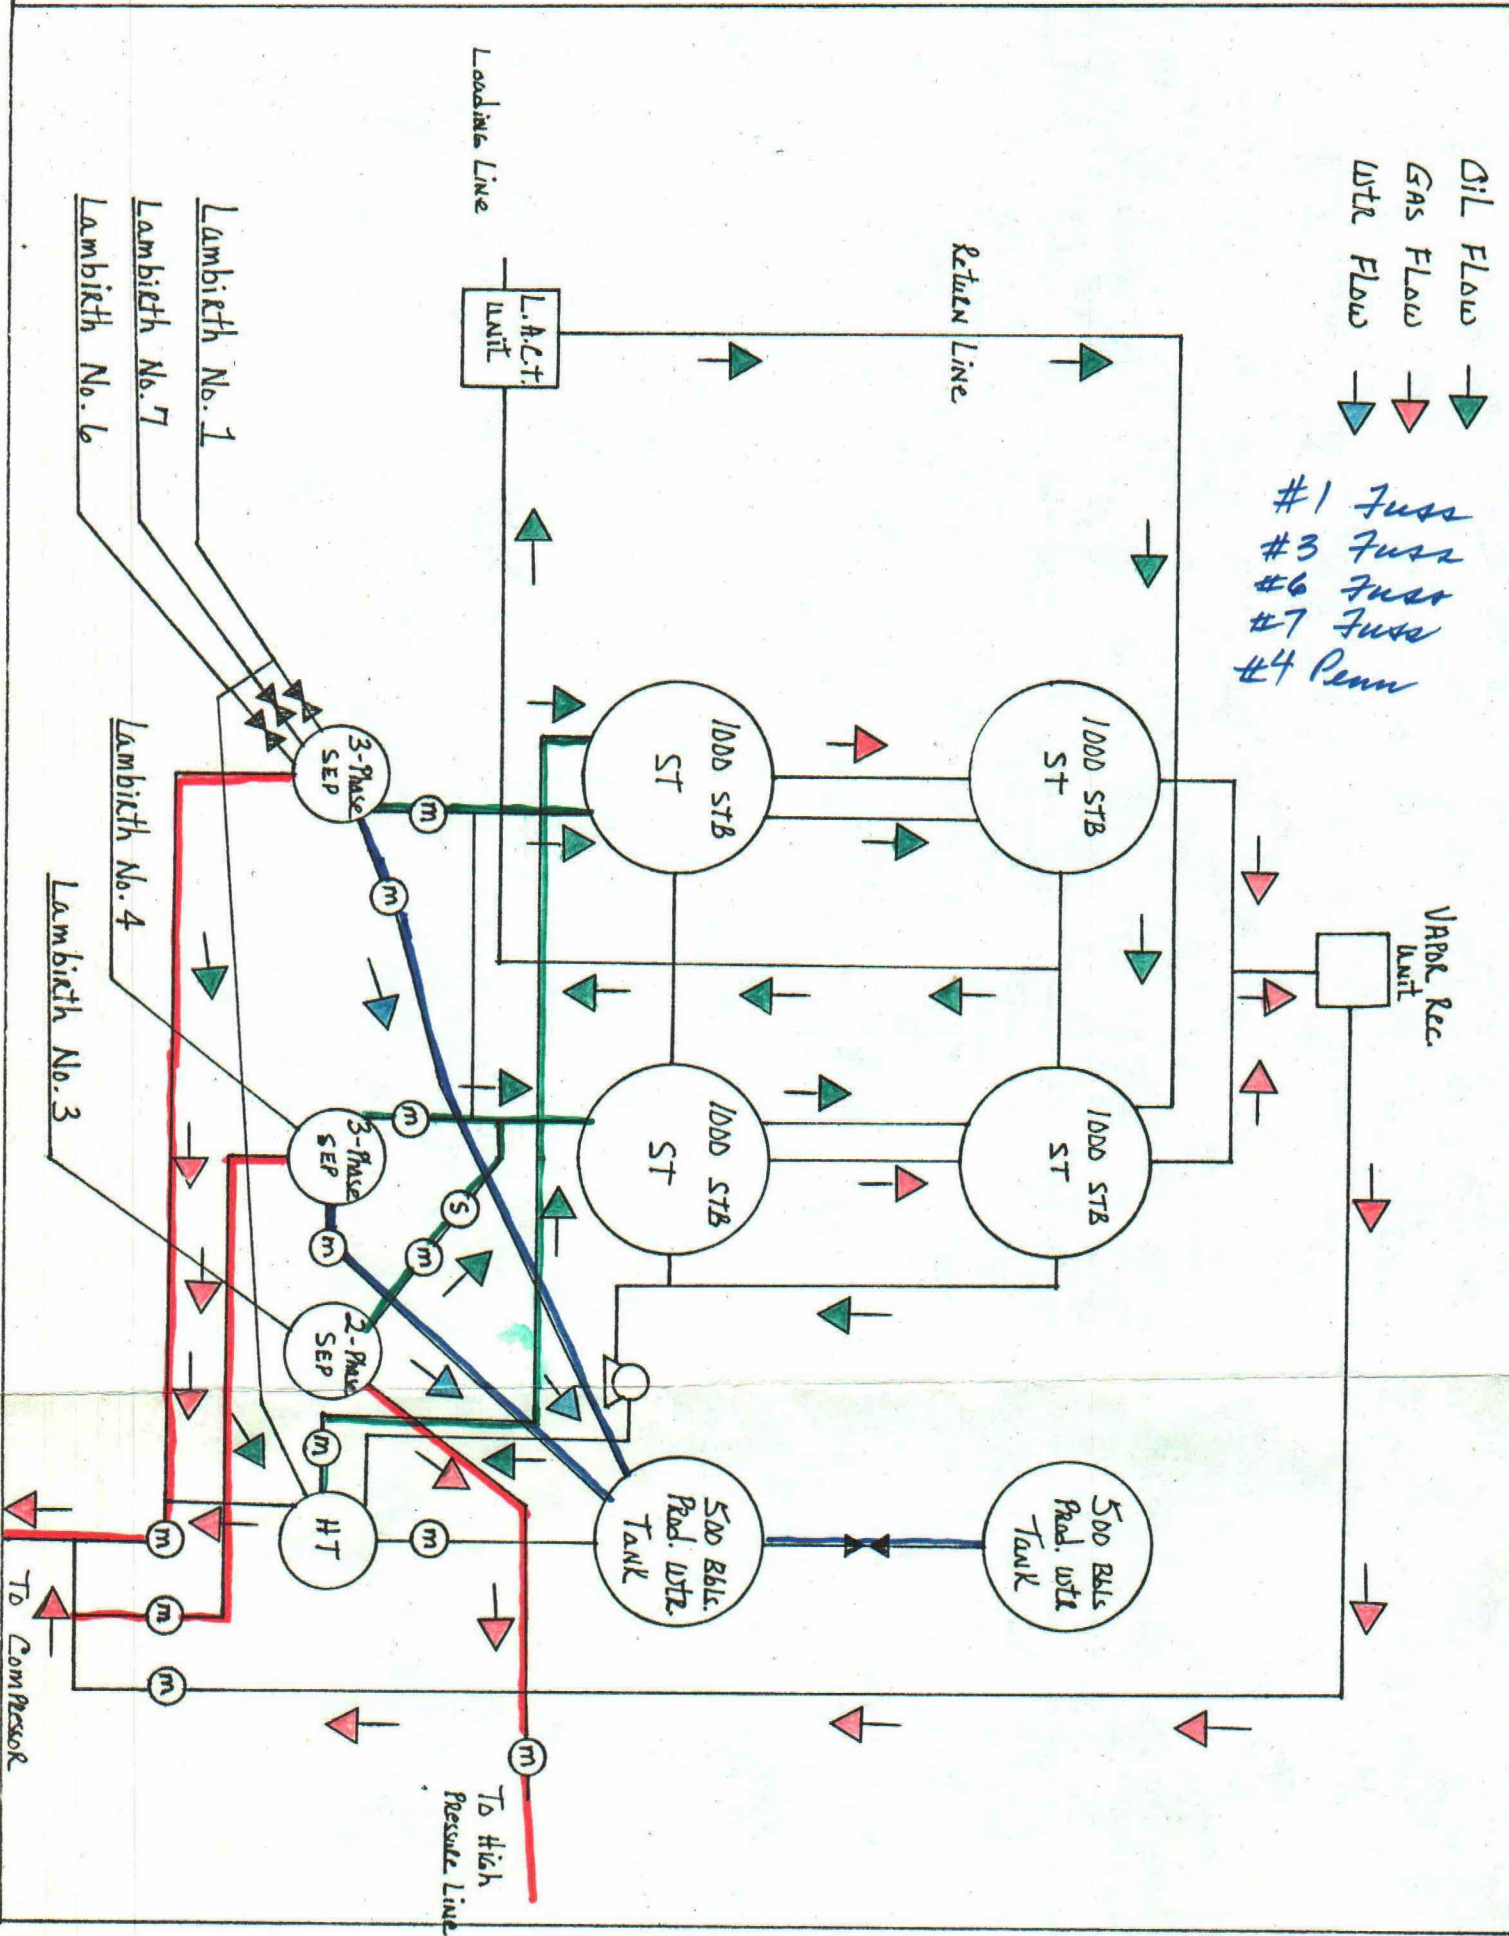 OiL FLow
GAS FLow
WtR FLow
#1 Fuss
#3 Fuss
#6 Fuss
#7 Fuss
#4 Penn
VAPOR Rec.
Unit
Return Line
Loading Line
L.A.C.T.
Unit
1000 STB
ST
1000 STB
ST
1000 STB
ST
1000 STB
ST
Lambirth No. 1
Lambirth No. 7
Lambirth No. 6
Lambirth No. 4
Lambirth No. 3
3-Phase
SEP
3-Phase
SEP
2-Phase
SEP
m
m
m
m
S
m
m
m
m
m
m
m
HT
500 Bbls.
Prod. Wtr.
Tank
500 Bbls
Prod. Wtr
Tank
To High
Pressure Line
To Compressor